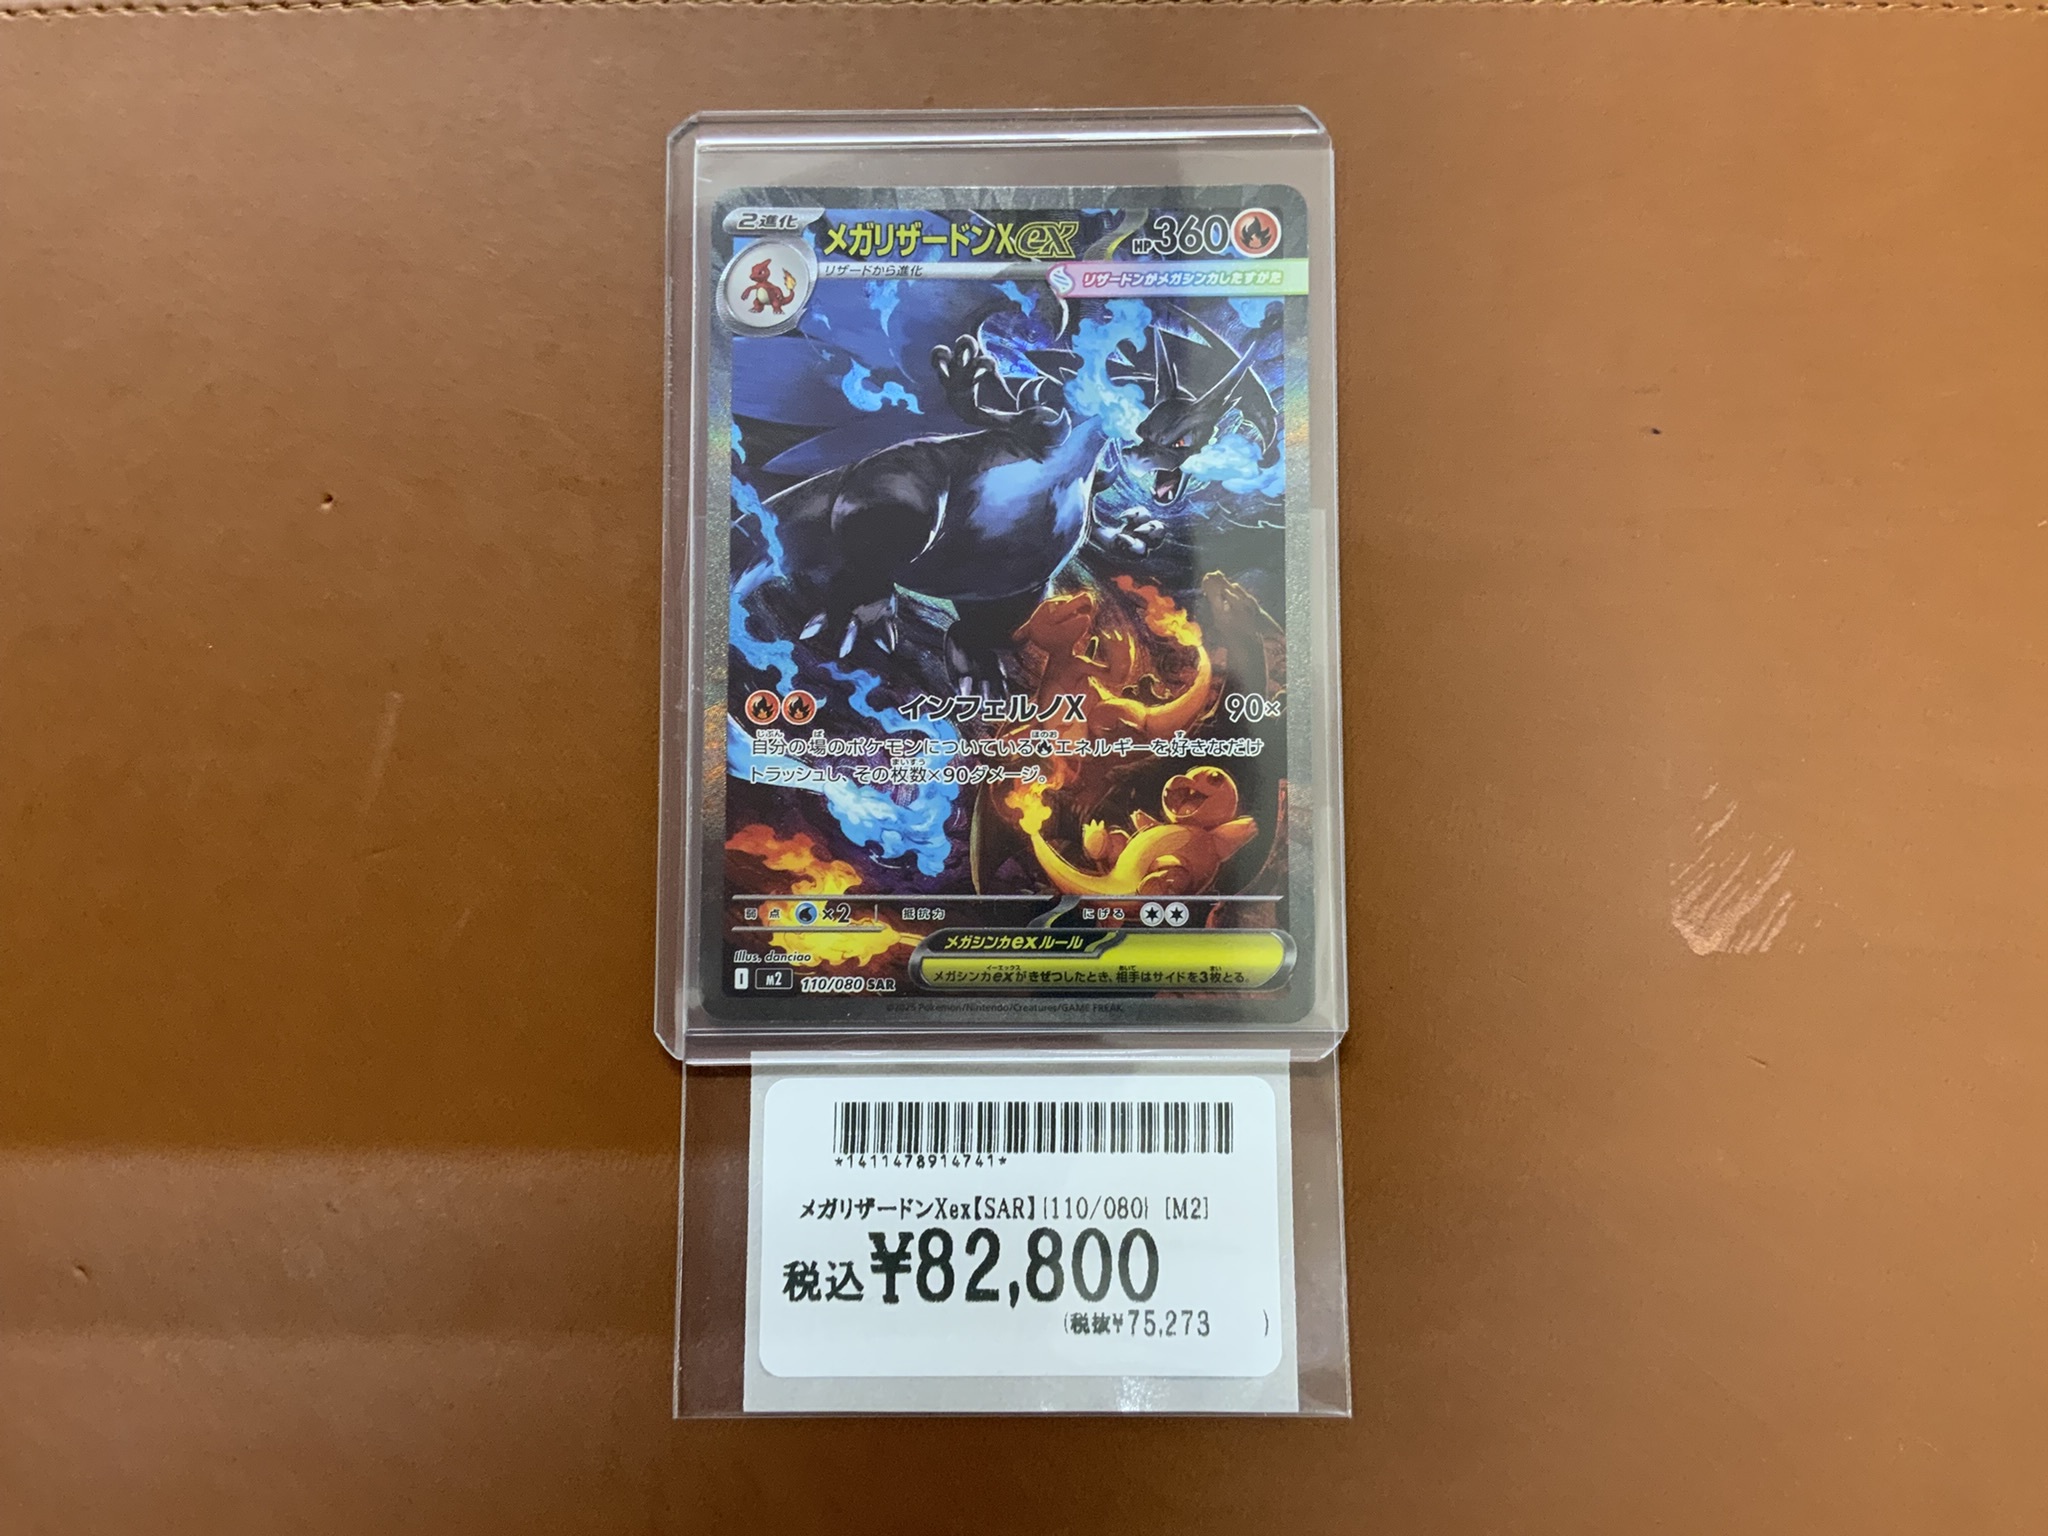 2進化 メガリザードンXex HP360
リザードから進化
リザードンがメガシンカしたすがた
インフェルノX 90×
自分の場のポケモンについているエネルギーを好きなだけ
トラッシュし、その枚数×90ダメージ。
弱点 ×2 抵抗力 にげる
メガシンカexルール
メガシンカexがきぜつしたとき、相手はサイドを3枚とる。
Illus. danciao
I M2 110/080 SAR
©2025 Pokémon/Nintendo/Creatures/GAME FREAK.
*1411478914741*
メガリザードンXex【SAR】{110/080} [M2]
税込¥82,800
(税抜¥75,273 )